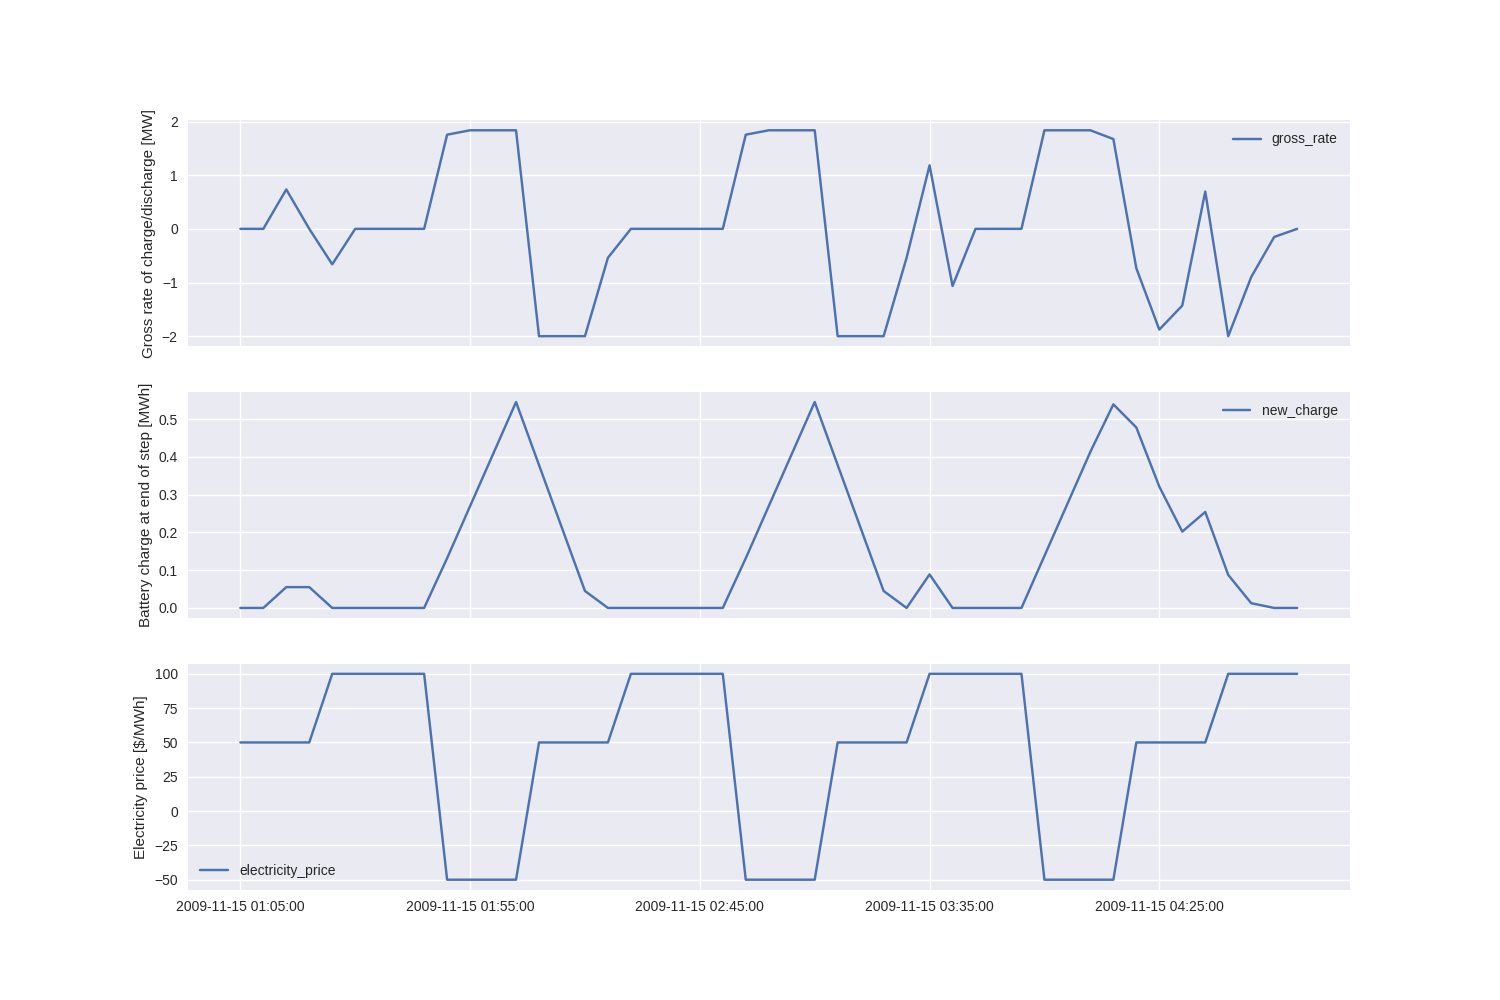 Gross rate of charge/discharge [MW]
2
1
0
−1
−2
gross_rate
Battery charge at end of step [MWh]
0.5
0.4
0.3
0.2
0.1
0.0
new_charge
Electricity price [$/MWh]
100
75
50
25
0
−25
−50
electricity_price
2009-11-15 01:05:00 2009-11-15 01:55:00 2009-11-15 02:45:00 2009-11-15 03:35:00 2009-11-15 04:25:00